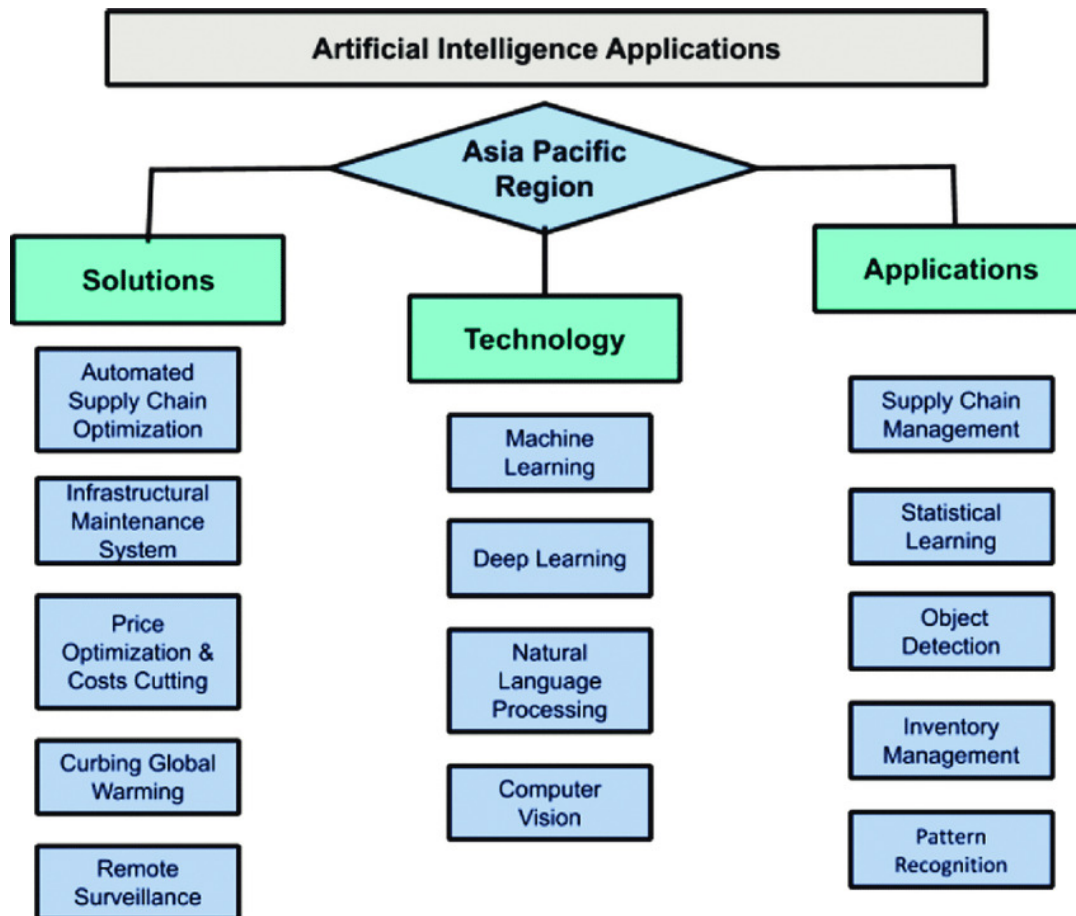 Artificial Intelligence Applications
Asia Pacific
Region
Solutions
Automated
Supply Chain
Optimization
Infrastructural
Maintenance
System
Price
Optimization &
Costs Cutting
Curbing Global
Warming
Remote
Surveillance
Technology
Machine
Learning
Deep Learning
Natural
Language
Processing
Computer
Vision
Applications
Supply Chain
Management
Statistical
Learning
Object
Detection
Inventory
Management
Pattern
Recognition